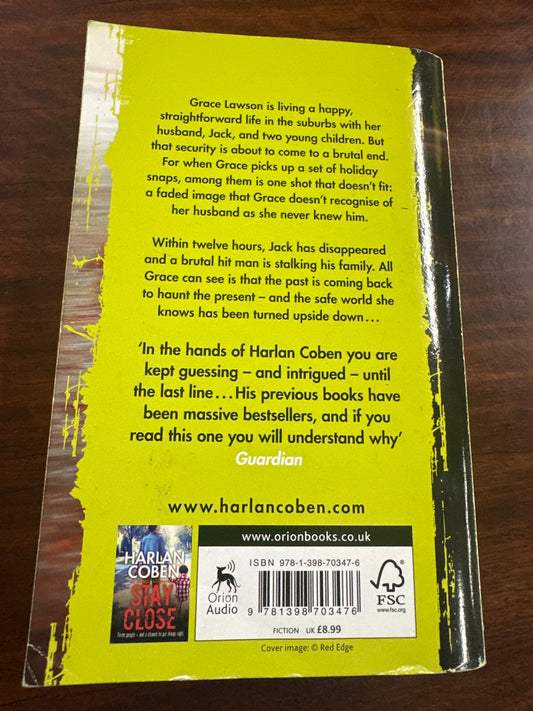 Grace Lawson is living a happy,
straightforward life in the suburbs with her
husband, Jack, and two young children. But
that security is about to come to a brutal end.
For when Grace picks up a set of holiday
snaps, among them is one shot that doesn't fit:
a faded image that Grace doesn't recognise of
her husband as she never knew him.
Within twelve hours, Jack has disappeared
and a brutal hit man is stalking his family. All
Grace can see is that the past is coming back
to haunt the present – and the safe world she
knows has been turned upside down...
‘In the hands of Harlan Coben you are
kept guessing – and intrigued – until
the last line...His previous books have
been massive bestsellers, and if you
read this one you will understand why’
Guardian
www.harlancoben.com
HARLAN
COBEN
STAY
CLOSE
Three people – and a chance to put things right
www.orionbooks.co.uk
ISBN 978-1-398-70347-6
Orion
Audio
9 781398 703476
FSC
www.fsc.org
FICTION UK £8.99
Cover image: © Red Edge